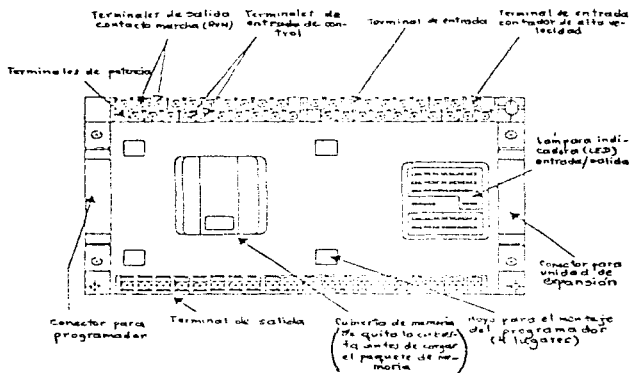 Terminales de salida
contacto marcha (RUN)
Terminales de
entrada de con-
trol
Terminal de entrada
Terminal de entrada
contador de alta ve-
locidad
Terminales de potencia
Lámpara indi-
cadora (LED)
entrada/salida
Conector para
unidad de
expansión
Conector para
programador
Terminal de salida
Cubierta de memoria
Se quita la cubier-
ta antes de cargar
el paquete de me-
moria
Hoyo para el montaje
del programador
(4 lugares)